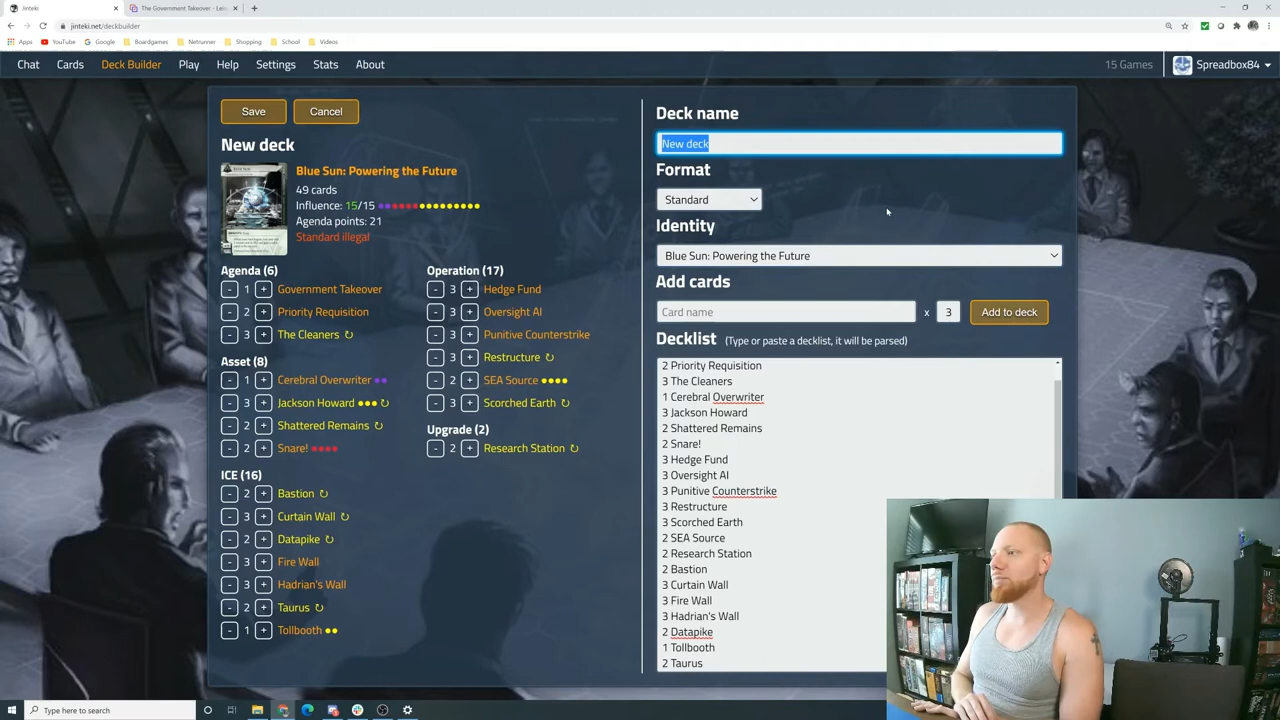 Jinteki
The Government Takeover - Leis
jinteki.net/deckbuilder
Apps YouTube Google Boardgames Netrunner Shopping School Videos
Chat Cards Deck Builder Play Help Settings Stats About 15 Games Spreadbox84
Save Cancel
New deck
Blue Sun: Powering the Future
49 cards
Influence: 15/15
Agenda points: 21
Standard illegal
Agenda (6)
- 1 + Government Takeover
- 2 + Priority Requisition
- 3 + The Cleaners
Asset (8)
- 1 + Cerebral Overwriter
- 3 + Jackson Howard
- 2 + Shattered Remains
- 2 + Snare!
ICE (16)
- 2 + Bastion
- 3 + Curtain Wall
- 2 + Datapike
- 3 + Fire Wall
- 3 + Hadrian's Wall
- 2 + Taurus
- 1 + Tollbooth
Operation (17)
- 3 + Hedge Fund
- 3 + Oversight AI
- 3 + Punitive Counterstrike
- 3 + Restructure
- 2 + SEA Source
- 3 + Scorched Earth
Upgrade (2)
- 2 + Research Station
Deck name
New deck
Format
Standard
Identity
Blue Sun: Powering the Future
Add cards
Card name x 3 Add to deck
Decklist (Type or paste a decklist, it will be parsed)
2 Priority Requisition
3 The Cleaners
1 Cerebral Overwriter
3 Jackson Howard
2 Shattered Remains
2 Snare!
3 Hedge Fund
3 Oversight AI
3 Punitive Counterstrike
3 Restructure
3 Scorched Earth
2 SEA Source
2 Research Station
2 Bastion
3 Curtain Wall
3 Fire Wall
3 Hadrian's Wall
2 Datapike
1 Tollbooth
2 Taurus
Type here to search